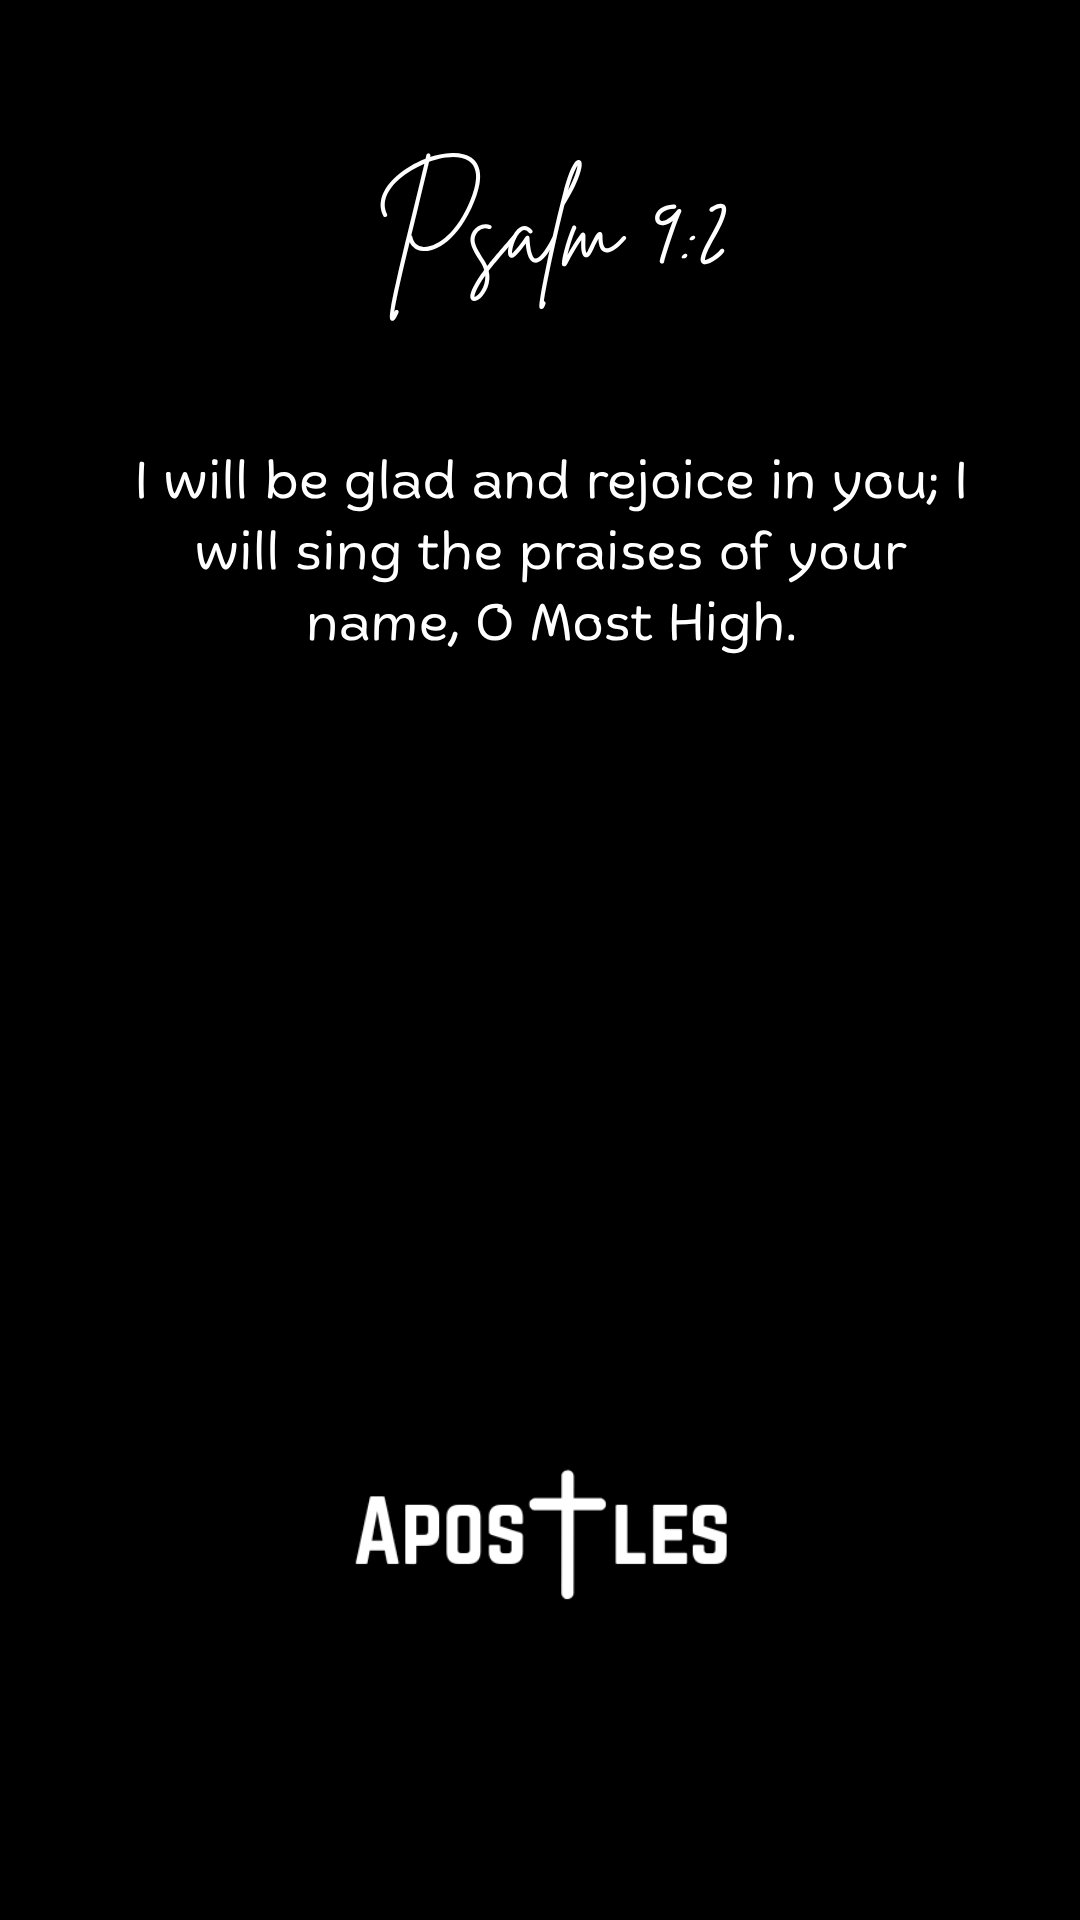 Psalm 9:2
I will be glad and rejoice in you; I
will sing the praises of your
name, O Most High.
Apostles